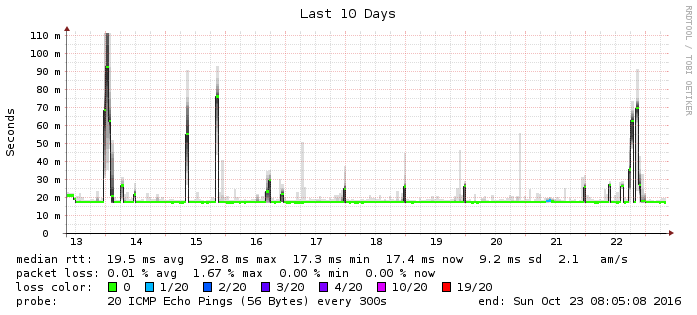 Last 10 Days
RRDTOOL / TOBI OETIKER
Seconds
110 m
100 m
90 m
80 m
70 m
60 m
50 m
40 m
30 m
20 m
10 m
0
13 14 15 16 17 18 19 20 21 22
median rtt: 19.5 ms avg 92.8 ms max 17.3 ms min 17.4 ms now 9.2 ms sd 2.1 am/s
packet loss: 0.01 % avg 1.67 % max 0.00 % min 0.00 % now
loss color: 0 1/20 2/20 3/20 4/20 10/20 19/20
probe: 20 ICMP Echo Pings (56 Bytes) every 300s end: Sun Oct 23 08:05:08 2016